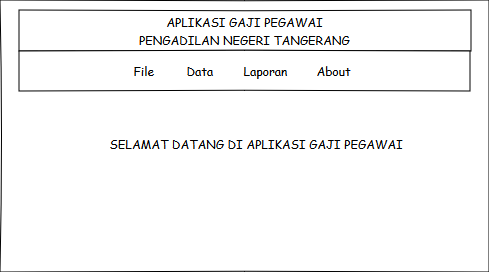 APLIKASI GAJI PEGAWAI
PENGADILAN NEGERI TANGERANG
File Data Laporan About
SELAMAT DATANG DI APLIKASI GAJI PEGAWAI